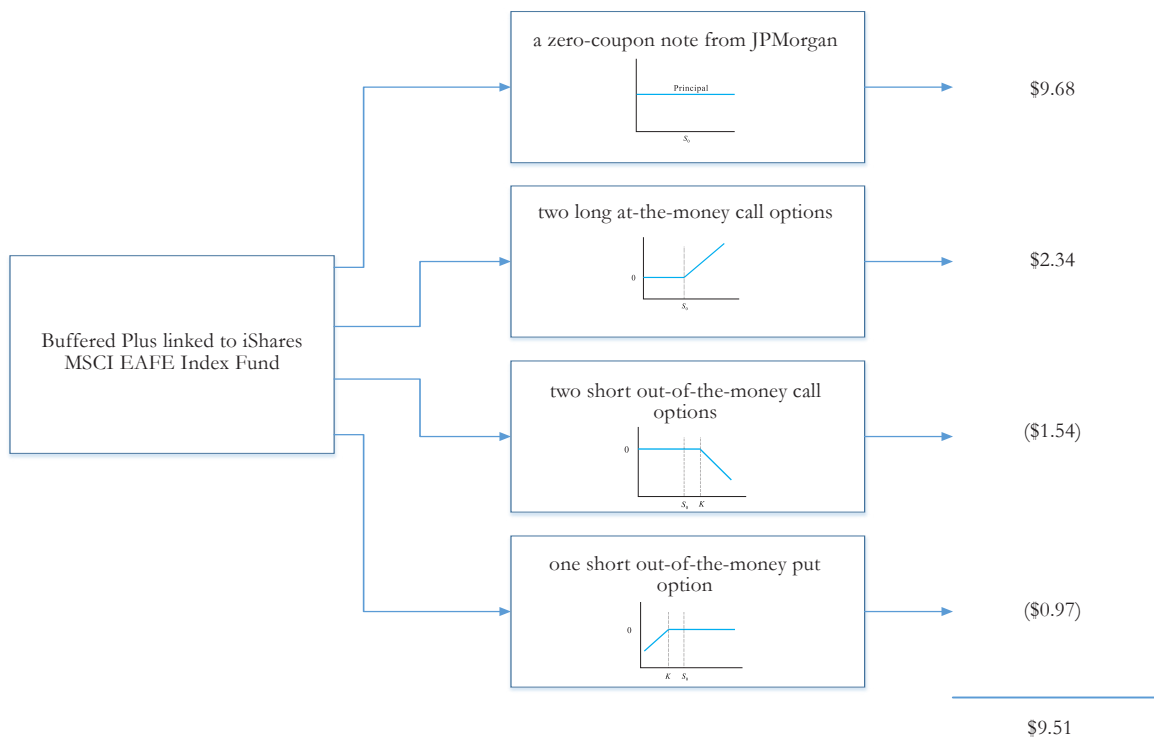 a zero-coupon note from JPMorgan
Principal
S₀
$9.68
two long at-the-money call options
0
S₀
$2.34
Buffered Plus linked to iShares
MSCI EAFE Index Fund
two short out-of-the-money call
options
0
S₀ K
($1.54)
one short out-of-the-money put
option
0
K S₀
($0.97)
$9.51